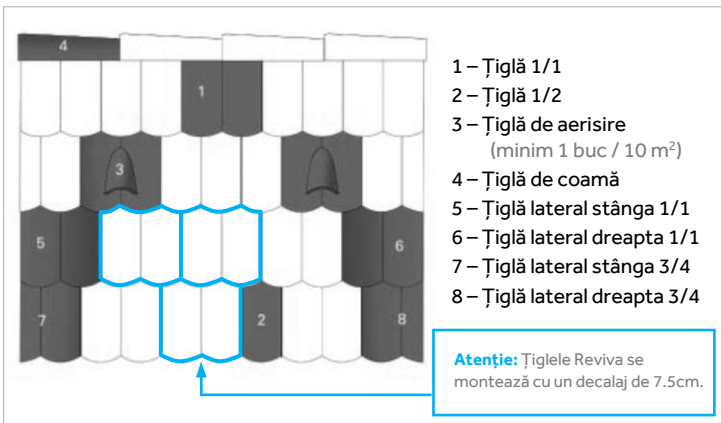 4
1
3
5
6
7
2
8
1 – Țiglă 1/1
2 – Țiglă 1/2
3 – Țiglă de aerisire
(minim 1 buc / 10 m²)
4 – Țiglă de coamă
5 – Țiglă lateral stânga 1/1
6 – Țiglă lateral dreapta 1/1
7 – Țiglă lateral stânga 3/4
8 – Țiglă lateral dreapta 3/4
Atenție: Țiglele Reviva se
montează cu un decalaj de 7.5cm.